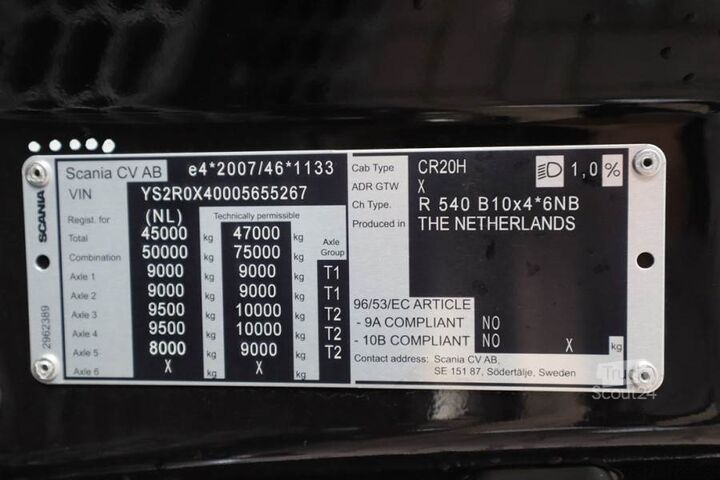 Scania CV AB e4*2007/46*1133
VIN YS2R0X40005655267
Regist. for (NL) Technically permissible
Total 45000 kg 47000 kg Axle Group
Combination 50000 kg 75000 kg
Axle 1 9000 kg 9000 kg T1
Axle 2 9000 kg 9000 kg T1
Axle 3 9500 kg 10000 kg T2
Axle 4 9500 kg 10000 kg T2
Axle 5 8000 kg 9000 kg T2
Axle 6 X kg X kg
SCANIA
2962389
Cab Type CR20H 1,0%
ADR GTW X
Ch Type. R 540 B10x4*6NB
Produced in THE NETHERLANDS
96/53/EC ARTICLE
- 9A COMPLIANT NO
- 10B COMPLIANT NO X kg
Contact address: Scania CV AB,
SE 151 87, Södertälje, Sweden
Truck
Scout24